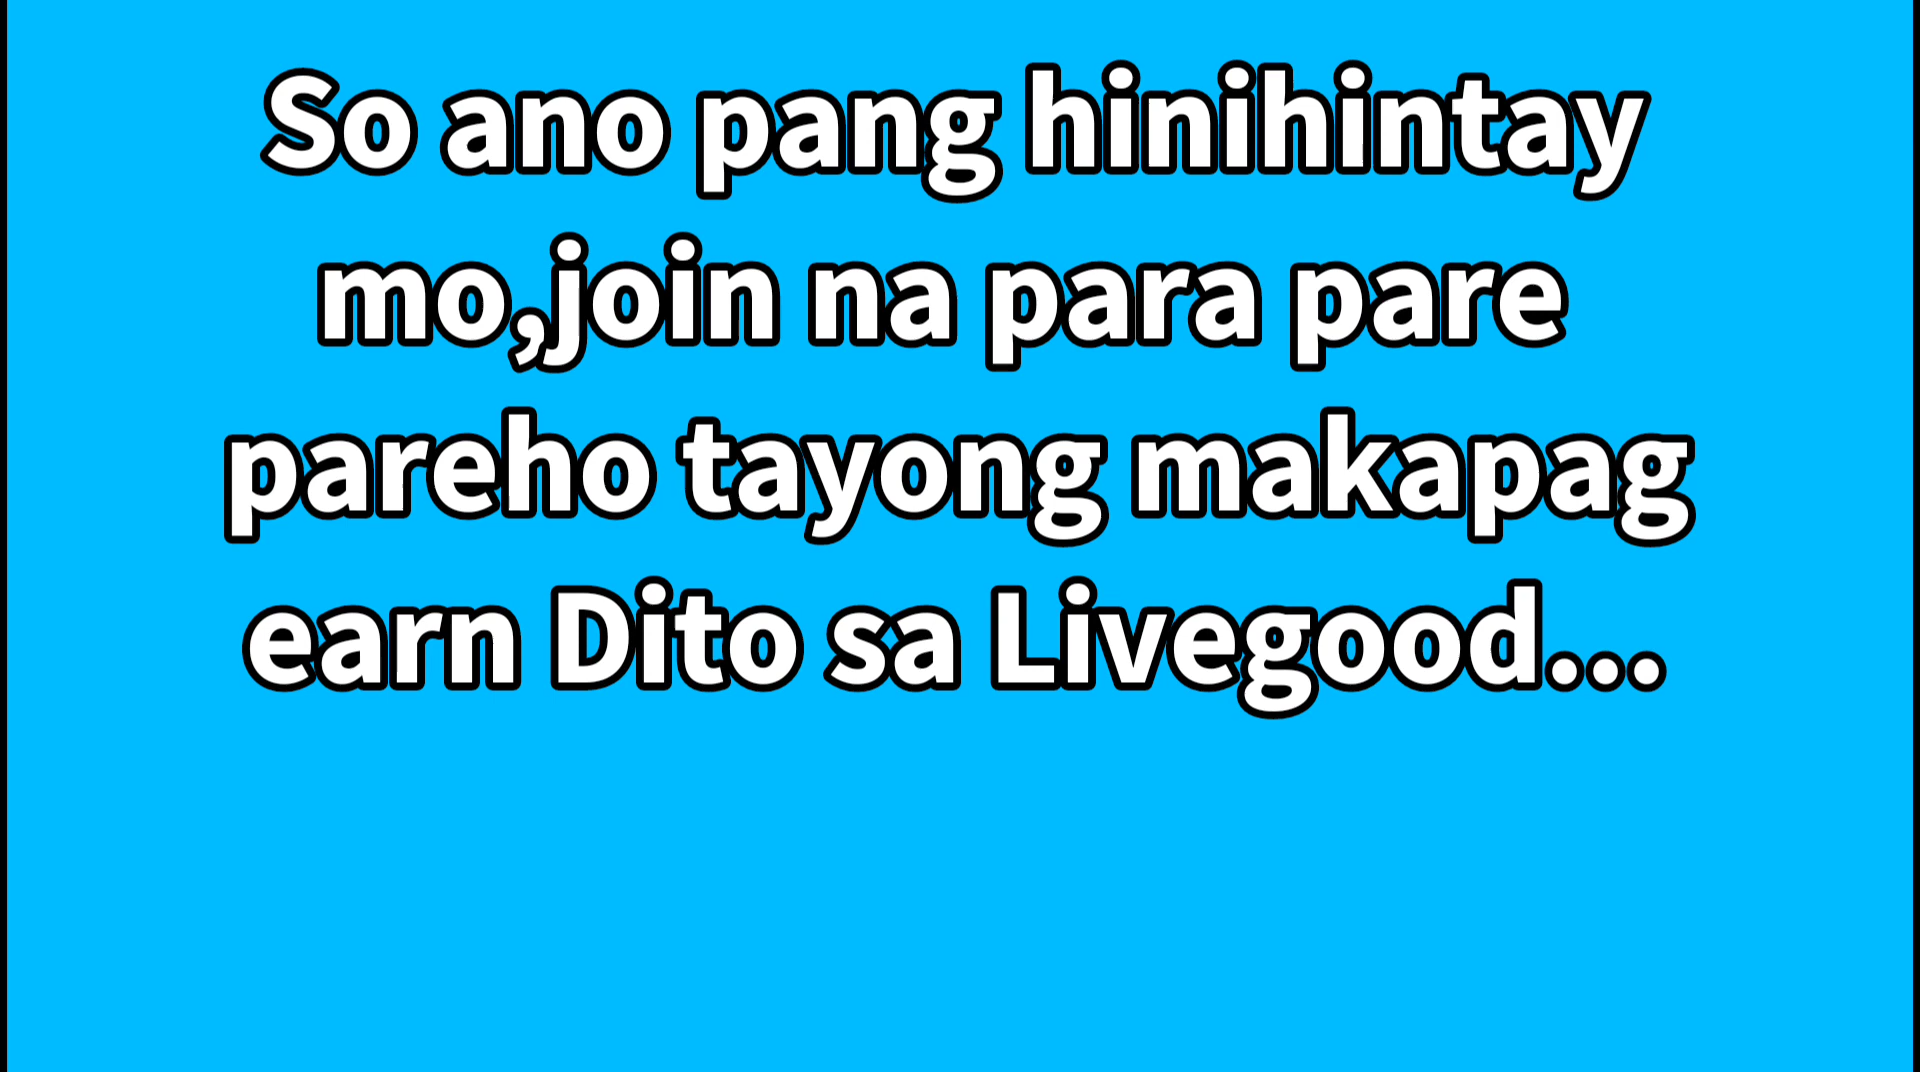 So ano pang hinihintay
mo,join na para pare
pareho tayong makapag
earn Dito sa Livegood...